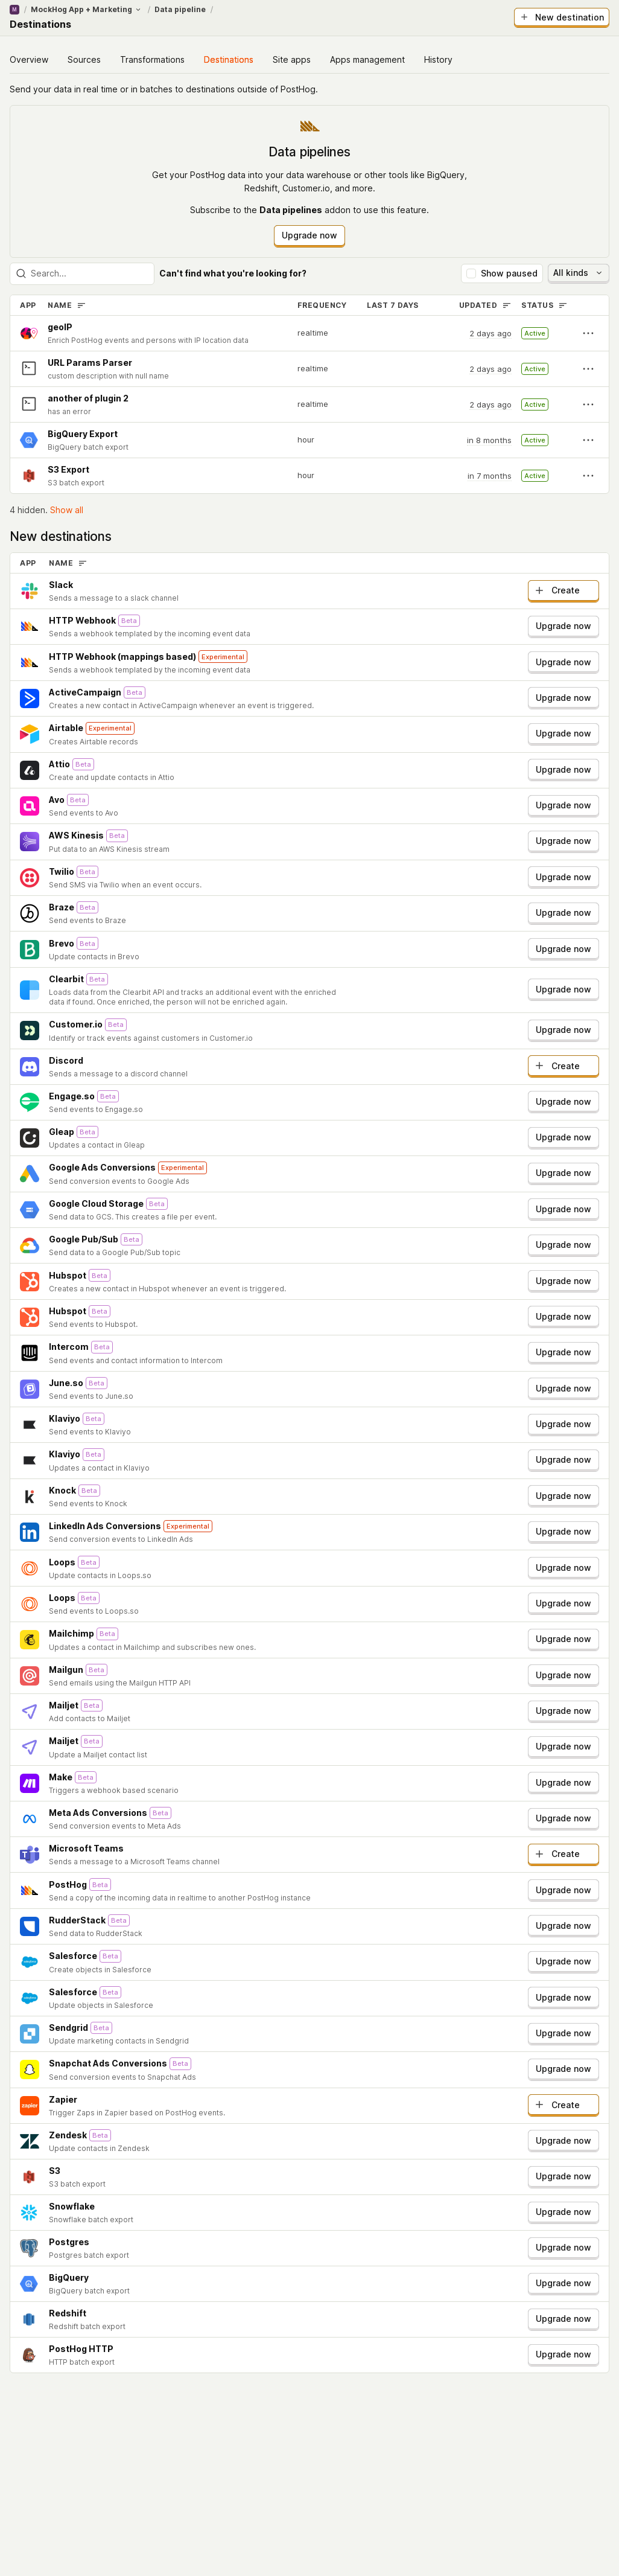 M / MockHog App + Marketing / Data pipeline /
Destinations
New destination
Overview Sources Transformations Destinations Site apps Apps management History
Send your data in real time or in batches to destinations outside of PostHog.
Data pipelines
Get your PostHog data into your data warehouse or other tools like BigQuery,
Redshift, Customer.io, and more.
Subscribe to the Data pipelines addon to use this feature.
Upgrade now
Search... Can't find what you're looking for? Show paused All kinds
APP NAME FREQUENCY LAST 7 DAYS UPDATED STATUS
geoIP
Enrich PostHog events and persons with IP location data
realtime 2 days ago Active
URL Params Parser
custom description with null name
realtime 2 days ago Active
another of plugin 2
has an error
realtime 2 days ago Active
BigQuery Export
BigQuery batch export
hour in 8 months Active
S3 Export
S3 batch export
hour in 7 months Active
4 hidden. Show all
New destinations
APP NAME
Slack
Sends a message to a slack channel
Create
HTTP Webhook Beta
Sends a webhook templated by the incoming event data
Upgrade now
HTTP Webhook (mappings based) Experimental
Sends a webhook templated by the incoming event data
Upgrade now
ActiveCampaign Beta
Creates a new contact in ActiveCampaign whenever an event is triggered.
Upgrade now
Airtable Experimental
Creates Airtable records
Upgrade now
Attio Beta
Create and update contacts in Attio
Upgrade now
Avo Beta
Send events to Avo
Upgrade now
AWS Kinesis Beta
Put data to an AWS Kinesis stream
Upgrade now
Twilio Beta
Send SMS via Twilio when an event occurs.
Upgrade now
Braze Beta
Send events to Braze
Upgrade now
Brevo Beta
Update contacts in Brevo
Upgrade now
Clearbit Beta
Loads data from the Clearbit API and tracks an additional event with the enriched
data if found. Once enriched, the person will not be enriched again.
Upgrade now
Customer.io Beta
Identify or track events against customers in Customer.io
Upgrade now
Discord
Sends a message to a discord channel
Create
Engage.so Beta
Send events to Engage.so
Upgrade now
Gleap Beta
Updates a contact in Gleap
Upgrade now
Google Ads Conversions Experimental
Send conversion events to Google Ads
Upgrade now
Google Cloud Storage Beta
Send data to GCS. This creates a file per event.
Upgrade now
Google Pub/Sub Beta
Send data to a Google Pub/Sub topic
Upgrade now
Hubspot Beta
Creates a new contact in Hubspot whenever an event is triggered.
Upgrade now
Hubspot Beta
Send events to Hubspot.
Upgrade now
Intercom Beta
Send events and contact information to Intercom
Upgrade now
June.so Beta
Send events to June.so
Upgrade now
Klaviyo Beta
Send events to Klaviyo
Upgrade now
Klaviyo Beta
Updates a contact in Klaviyo
Upgrade now
Knock Beta
Send events to Knock
Upgrade now
LinkedIn Ads Conversions Experimental
Send conversion events to LinkedIn Ads
Upgrade now
Loops Beta
Update contacts in Loops.so
Upgrade now
Loops Beta
Send events to Loops.so
Upgrade now
Mailchimp Beta
Updates a contact in Mailchimp and subscribes new ones.
Upgrade now
Mailgun Beta
Send emails using the Mailgun HTTP API
Upgrade now
Mailjet Beta
Add contacts to Mailjet
Upgrade now
Mailjet Beta
Update a Mailjet contact list
Upgrade now
Make Beta
Triggers a webhook based scenario
Upgrade now
Meta Ads Conversions Beta
Send conversion events to Meta Ads
Upgrade now
Microsoft Teams
Sends a message to a Microsoft Teams channel
Create
PostHog Beta
Send a copy of the incoming data in realtime to another PostHog instance
Upgrade now
RudderStack Beta
Send data to RudderStack
Upgrade now
Salesforce Beta
Create objects in Salesforce
Upgrade now
Salesforce Beta
Update objects in Salesforce
Upgrade now
Sendgrid Beta
Update marketing contacts in Sendgrid
Upgrade now
Snapchat Ads Conversions Beta
Send conversion events to Snapchat Ads
Upgrade now
zapier
Zapier
Trigger Zaps in Zapier based on PostHog events.
Create
Zendesk Beta
Update contacts in Zendesk
Upgrade now
S3
S3 batch export
Upgrade now
Snowflake
Snowflake batch export
Upgrade now
Postgres
Postgres batch export
Upgrade now
BigQuery
BigQuery batch export
Upgrade now
Redshift
Redshift batch export
Upgrade now
PostHog HTTP
HTTP batch export
Upgrade now